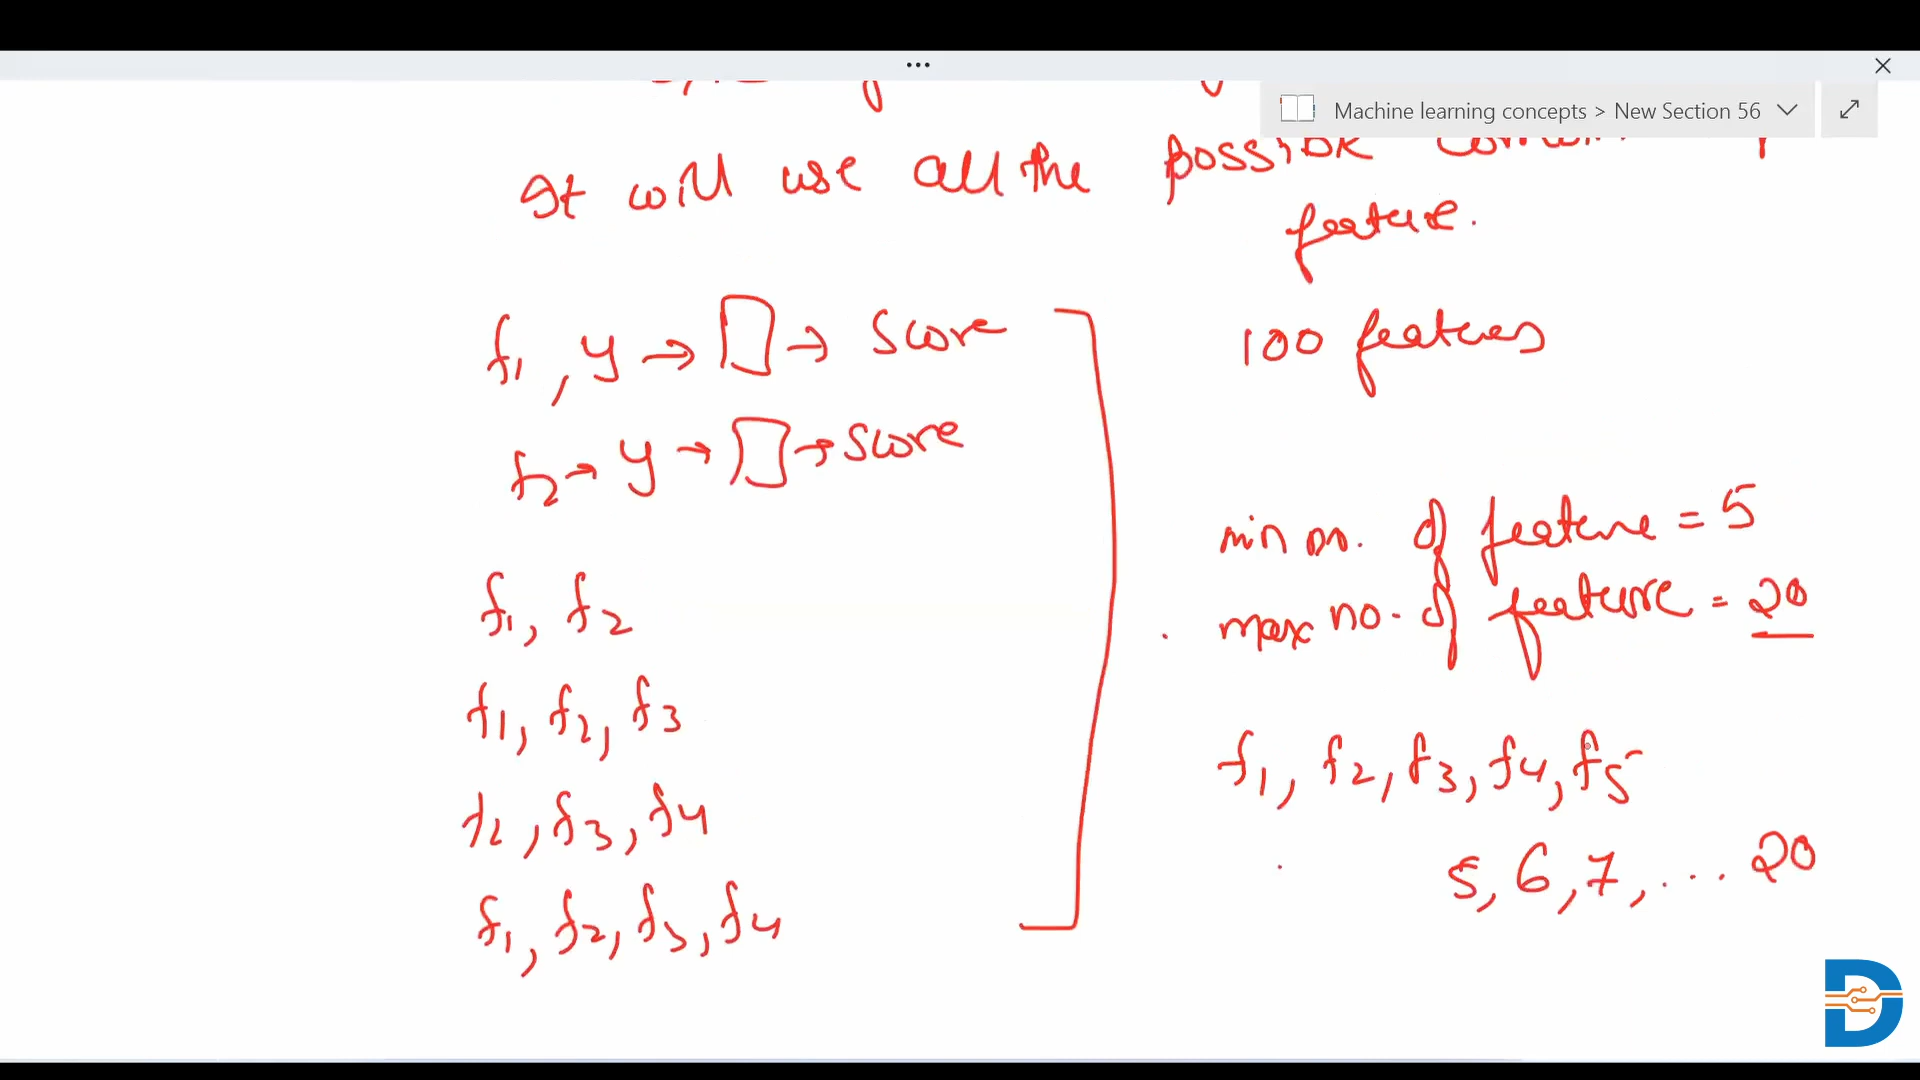 Machine learning concepts > New Section 56
It will use all the possible
feature.
f1, y → → Score
f2 → y → → Score
f1, f2
f1, f2, f3
f2, f3, f4
f1, f2, f3, f4
100 features
min no. of feature = 5
max no. of feature = 20
f1, f2, f3, f4, f5
5, 6, 7, .... 20